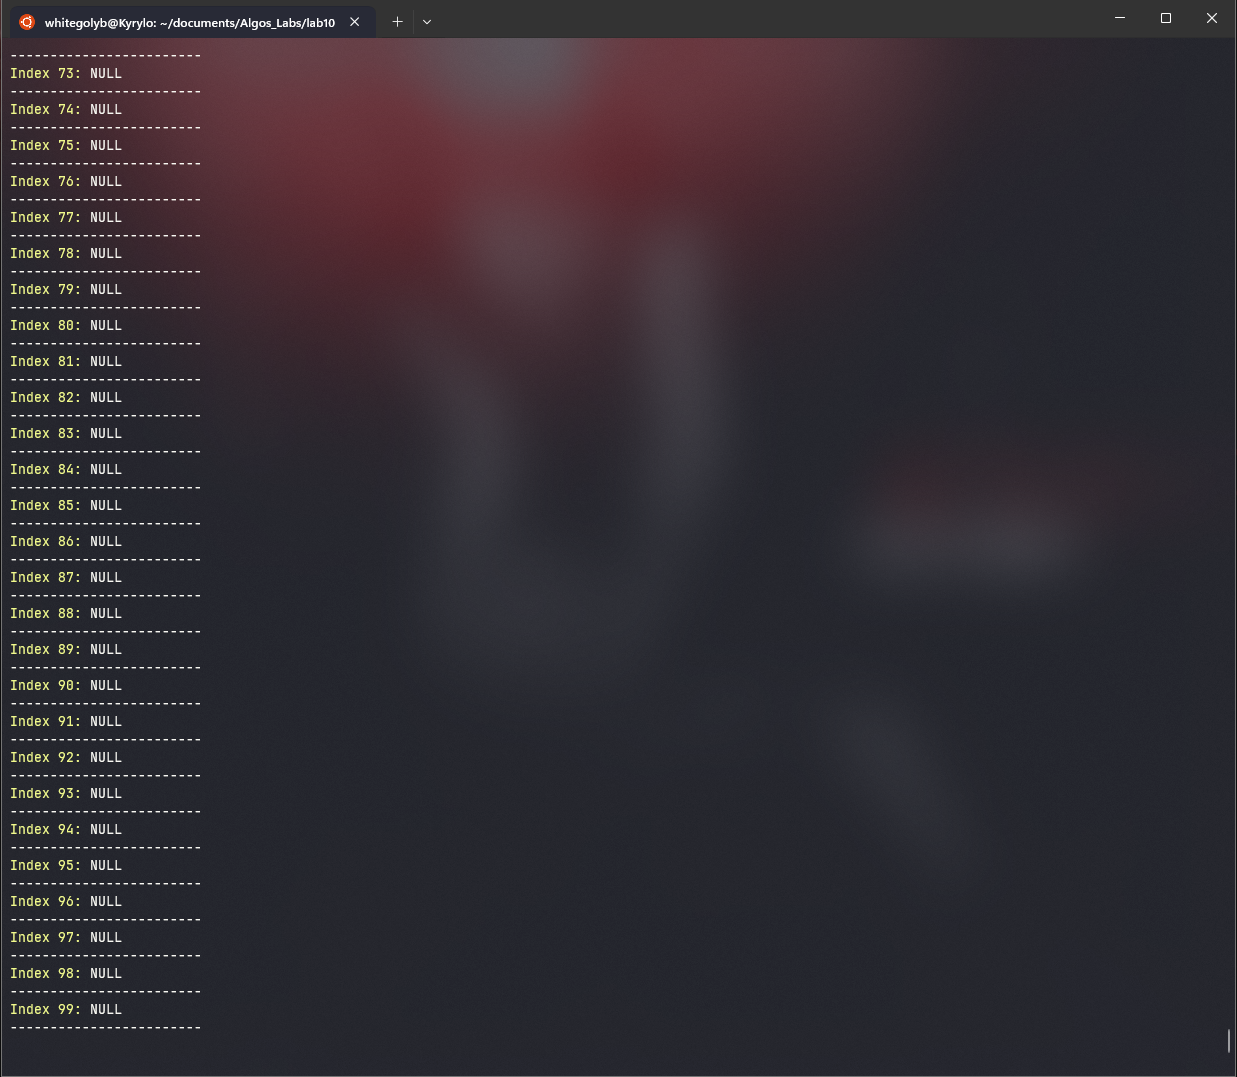 whitegolyb@Kyrylo: ~/documents/Algos_Labs/lab10
------------------------
Index 73: NULL
------------------------
Index 74: NULL
------------------------
Index 75: NULL
------------------------
Index 76: NULL
------------------------
Index 77: NULL
------------------------
Index 78: NULL
------------------------
Index 79: NULL
------------------------
Index 80: NULL
------------------------
Index 81: NULL
------------------------
Index 82: NULL
------------------------
Index 83: NULL
------------------------
Index 84: NULL
------------------------
Index 85: NULL
------------------------
Index 86: NULL
------------------------
Index 87: NULL
------------------------
Index 88: NULL
------------------------
Index 89: NULL
------------------------
Index 90: NULL
------------------------
Index 91: NULL
------------------------
Index 92: NULL
------------------------
Index 93: NULL
------------------------
Index 94: NULL
------------------------
Index 95: NULL
------------------------
Index 96: NULL
------------------------
Index 97: NULL
------------------------
Index 98: NULL
------------------------
Index 99: NULL
------------------------